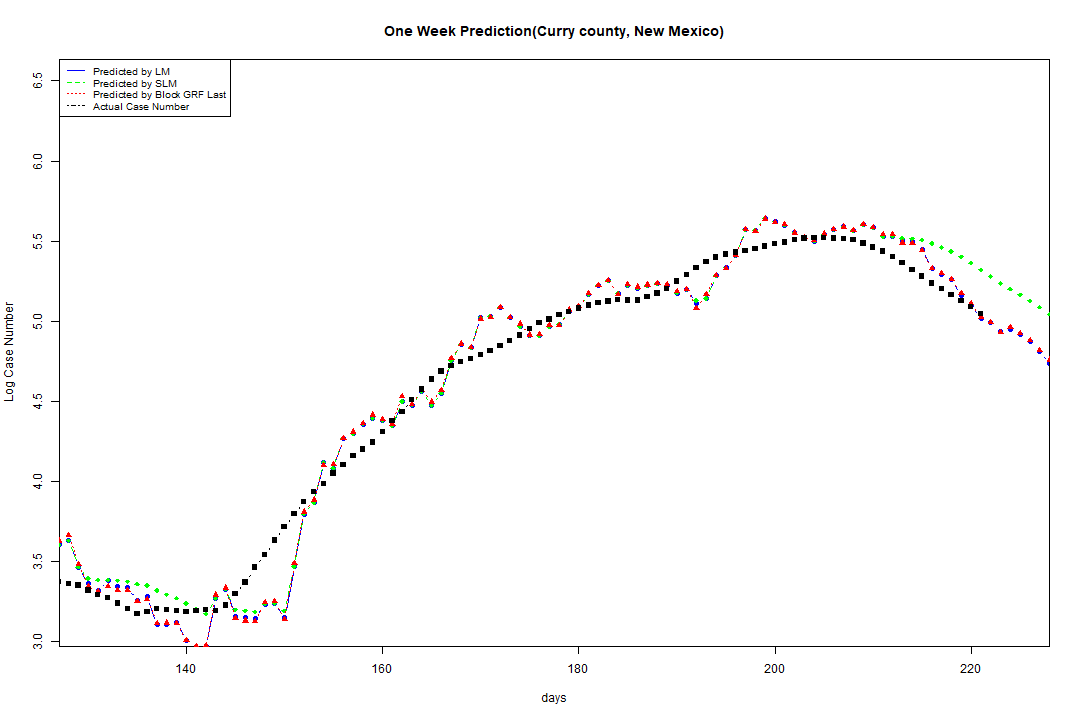 One Week Prediction(Curry county, New Mexico)
Predicted by LM
Predicted by SLM
Predicted by Block GRF Last
Actual Case Number
6.5
6.0
5.5
5.0
4.5
4.0
3.5
3.0
Log Case Number
140 160 180 200 220
days